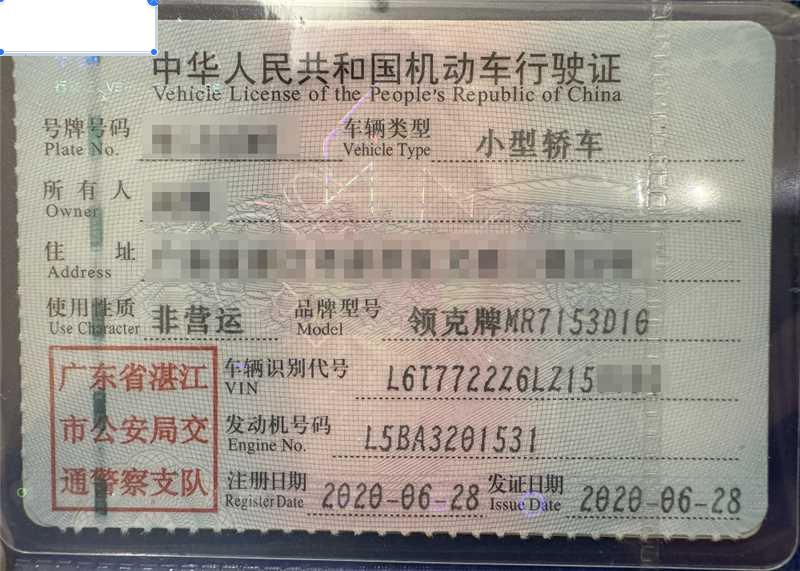 中华人民共和国机动车行驶证
Vehicle License of the People's Republic of China
号牌号码 车辆类型 小型轿车
Plate No. Vehicle Type
所有人
Owner
住址
Address
使用性质 非营运 品牌型号 领克牌MR7153D10
Use Character Model
广东省湛江 车辆识别代号 L6T7722Z6LZ15
VIN
市公安局交 发动机号码 L5BA3201531
Engine No.
通警察支队 注册日期 2020-06-28 发证日期 2020-06-28
Register Date Issue Date